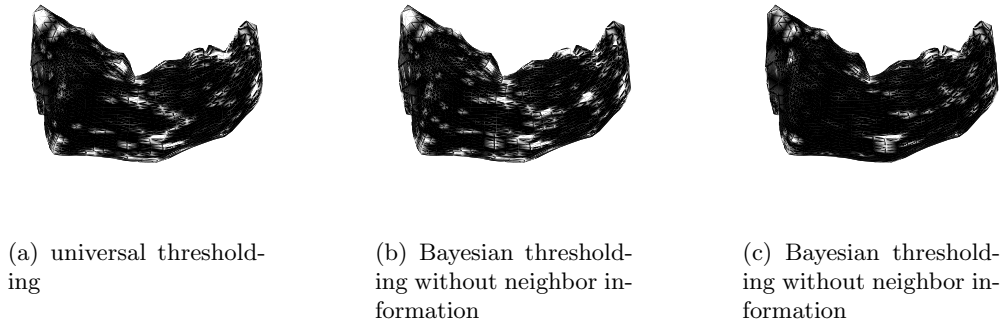 (a) universal threshold-
ing
(b) Bayesian threshold-
ing without neighbor in-
formation
(c) Bayesian threshold-
ing without neighbor in-
formation